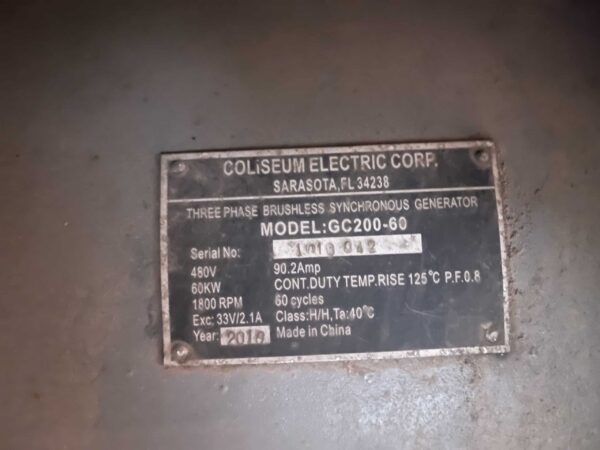 COLiSEUM ELECTRIC CORP.
SARASOTA,FL 34238
THREE PHASE BRUSHLESS SYNCHRONOUS GENERATOR
MODEL:GC200-60
Serial No: 1010 042
480V 90.2Amp
60KW CONT.DUTY TEMP.RISE 125°C P.F.0.8
1800 RPM 60 cycles
Exc: 33V/2.1A Class:H/H,Ta:40°C
Year: 2010 Made in China